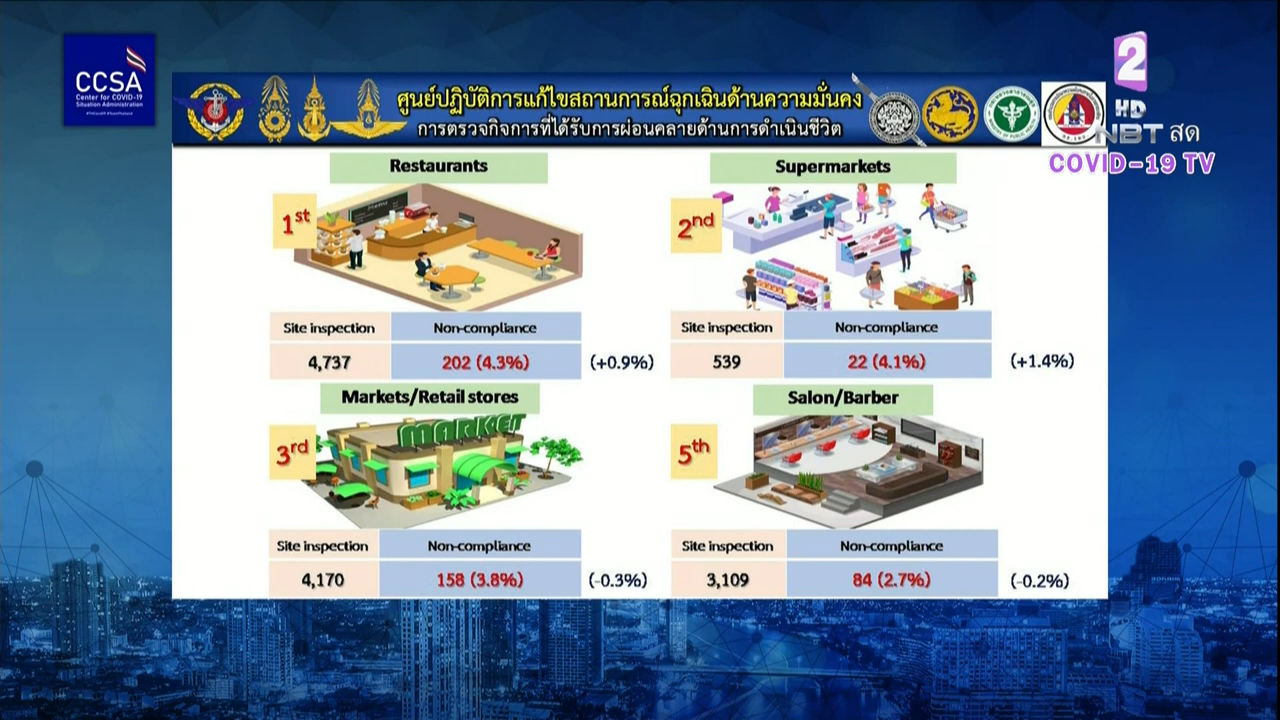 CCSA
Center for COVID-19
Situation Administration
ศูนย์ปฏิบัติการแก้ไขสถานการณ์ฉุกเฉินด้านความมั่นคง
การตรวจกิจการที่ได้รับการผ่อนคลายด้านการดำเนินชีวิต
2
HD
NBT สด
COVID-19 TV
Restaurants
1st
Site inspection Non-compliance
4,737 202 (4.3%) (+0.9%)
Supermarkets
2nd
Site inspection Non-compliance
539 22 (4.1%) (+1.4%)
Markets/Retail stores
3rd
MARKET
Site inspection Non-compliance
4,170 158 (3.8%) (-0.3%)
Salon/Barber
5th
Site inspection Non-compliance
3,109 84 (2.7%) (-0.2%)